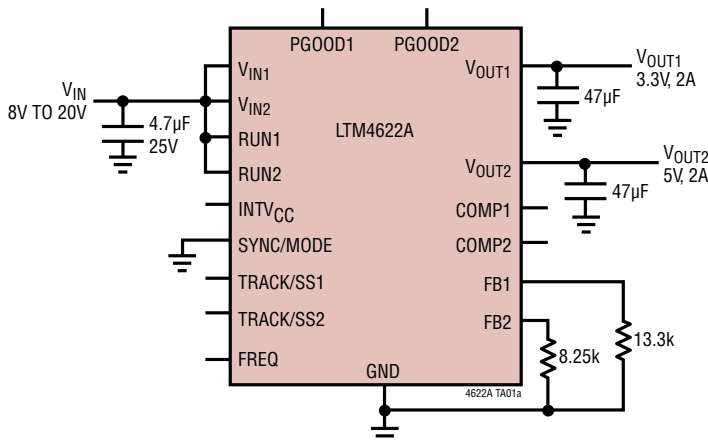 PGOOD1
PGOOD2
V_IN
8V TO 20V
4.7µF
25V
V_IN1
V_IN2
RUN1
RUN2
INTV_CC
SYNC/MODE
TRACK/SS1
TRACK/SS2
FREQ
LTM4622A
GND
V_OUT1
V_OUT2
COMP1
COMP2
FB1
FB2
47µF
V_OUT1
3.3V, 2A
47µF
V_OUT2
5V, 2A
8.25k
13.3k
4622A TA01a